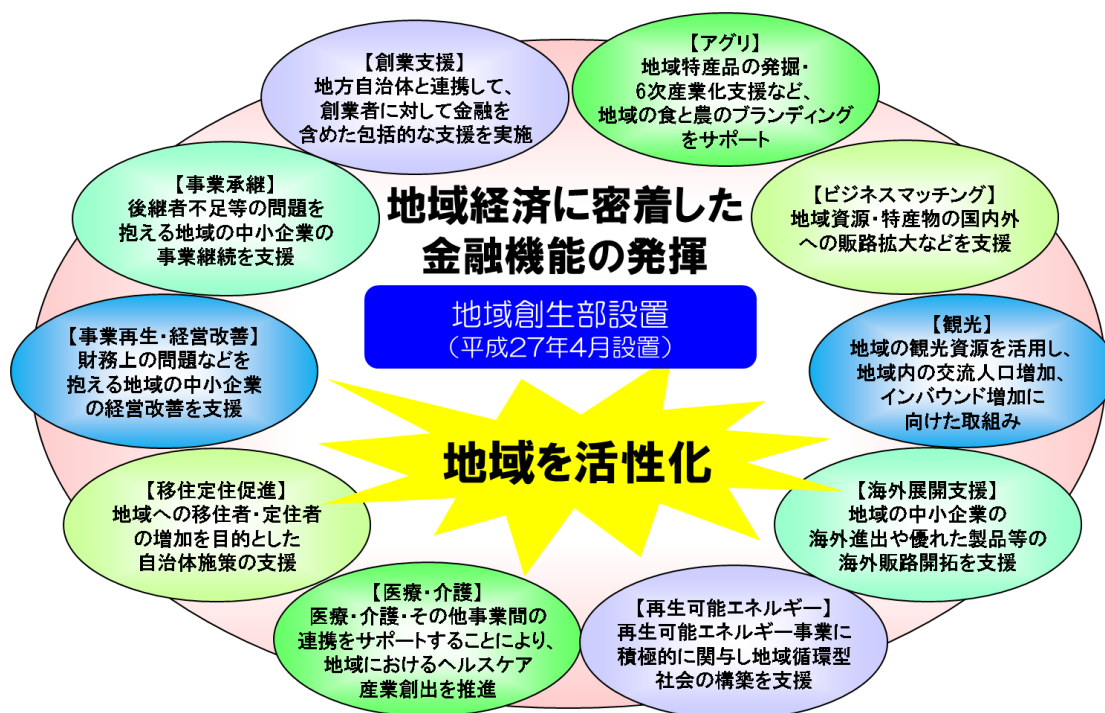 【創業支援】
地方自治体と連携して、
創業者に対して金融を
含めた包括的な支援を実施
【アグリ】
地域特産品の発掘・
6次産業化支援など、
地域の食と農のブランディング
をサポート
【事業承継】
後継者不足等の問題を
抱える地域の中小企業の
事業継続を支援
地域経済に密着した
金融機能の発揮
【ビジネスマッチング】
地域資源・特産物の国内外
への販路拡大などを支援
地域創生部設置
（平成27年4月設置）
【事業再生・経営改善】
財務上の問題などを
抱える地域の中小企業
の経営改善を支援
【観光】
地域の観光資源を活用し、
地域内の交流人口増加、
インバウンド増加に
向けた取組み
地域を活性化
【移住定住促進】
地域への移住者・定住者
の増加を目的とした
自治体施策の支援
【海外展開支援】
地域の中小企業の
海外進出や優れた製品等の
海外販路開拓を支援
【医療・介護】
医療・介護・その他事業間の
連携をサポートすることにより、
地域におけるヘルスケア
産業創出を推進
【再生可能エネルギー】
再生可能エネルギー事業に
積極的に関与し地域循環型
社会の構築を支援